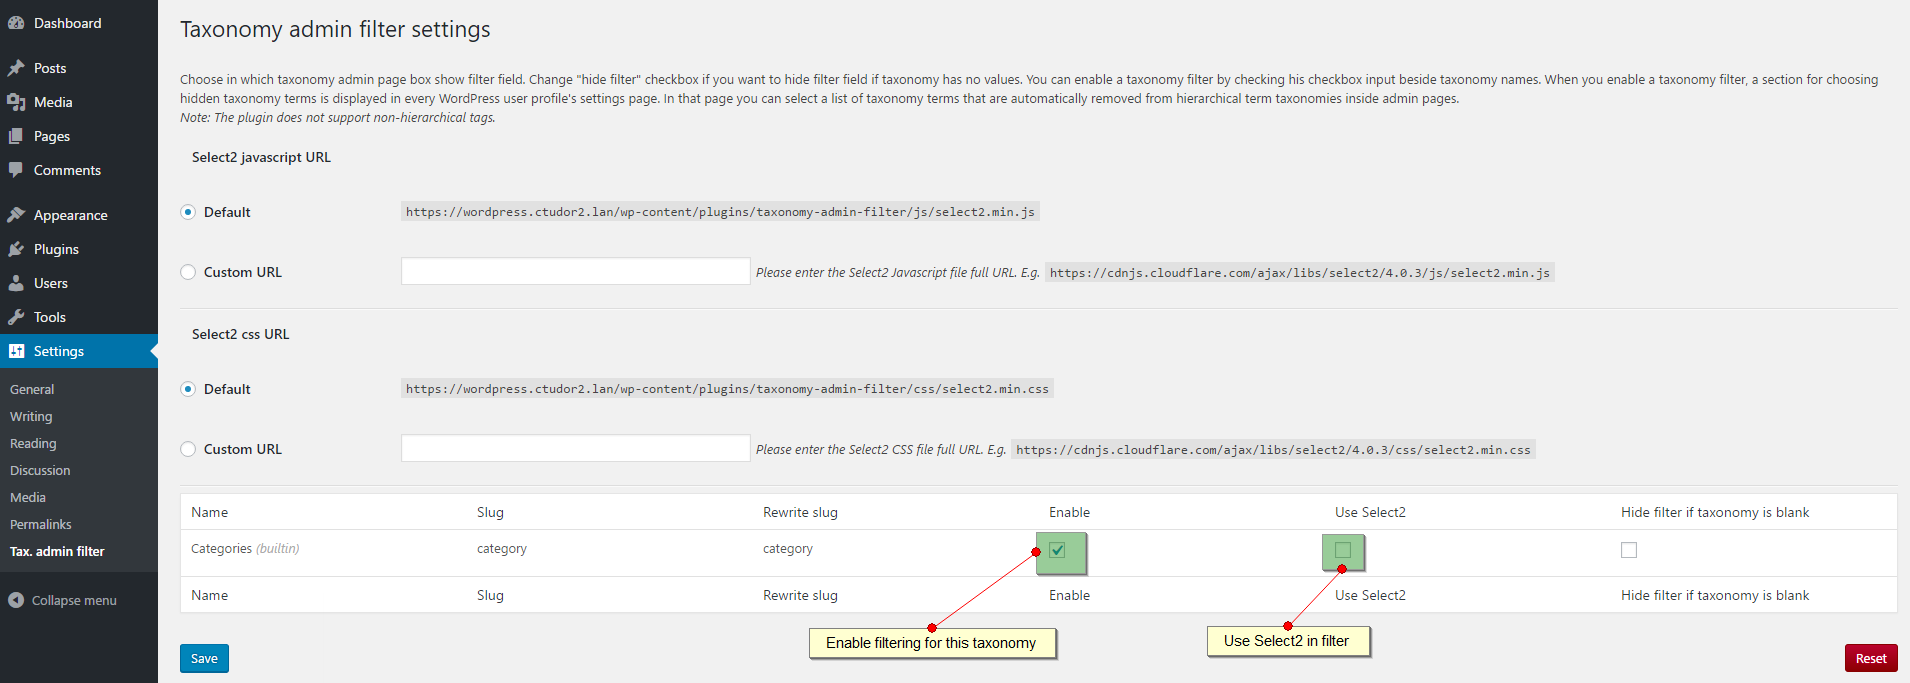 Dashboard
Posts
Media
Pages
Comments
Appearance
Plugins
Users
Tools
Settings
General
Writing
Reading
Discussion
Media
Permalinks
Tax. admin filter
Collapse menu
Taxonomy admin filter settings
Choose in which taxonomy admin page box show filter field. Change "hide filter" checkbox if you want to hide filter field if taxonomy has no values. You can enable a taxonomy filter by checking his checkbox input beside taxonomy names. When you enable a taxonomy filter, a section for choosing
hidden taxonomy terms is displayed in every WordPress user profile's settings page. In that page you can select a list of taxonomy terms that are automatically removed from hierarchical term taxonomies inside admin pages.
Note: The plugin does not support non-hierarchical tags.
Select2 javascript URL
Default https://wordpress.ctudor2.lan/wp-content/plugins/taxonomy-admin-filter/js/select2.min.js
Custom URL Please enter the Select2 Javascript file full URL. E.g. https://cdnjs.cloudflare.com/ajax/libs/select2/4.0.3/js/select2.min.js
Select2 css URL
Default https://wordpress.ctudor2.lan/wp-content/plugins/taxonomy-admin-filter/css/select2.min.css
Custom URL Please enter the Select2 CSS file full URL. E.g. https://cdnjs.cloudflare.com/ajax/libs/select2/4.0.3/css/select2.min.css
Name Slug Rewrite slug Enable Use Select2 Hide filter if taxonomy is blank
Categories (builtin) category category
Name Slug Rewrite slug Enable Use Select2 Hide filter if taxonomy is blank
Enable filtering for this taxonomy Use Select2 in filter
Save Reset